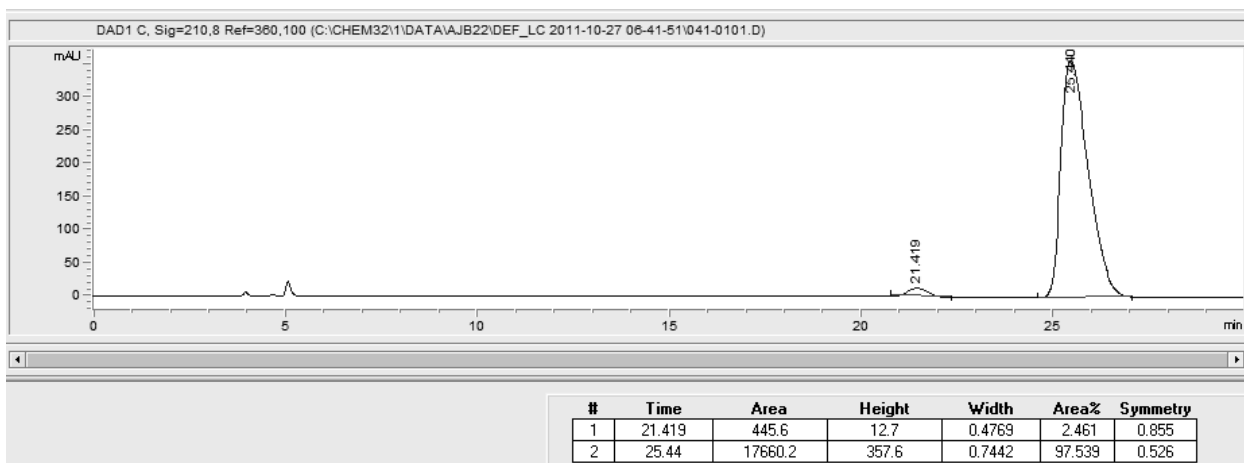 DAD1 C, Sig=210,8 Ref=360,100 (C:\CHEM32\1\DATA\AJB22\DEF_LC 2011-10-27 06-41-51\041-0101.D)
mAU
300
250
200
150
100
50
0
21.419
25.440
0 5 10 15 20 25 min
# Time Area Height Width Area% Symmetry
1 21.419 445.6 12.7 0.4769 2.461 0.855
2 25.44 17660.2 357.6 0.7442 97.539 0.526